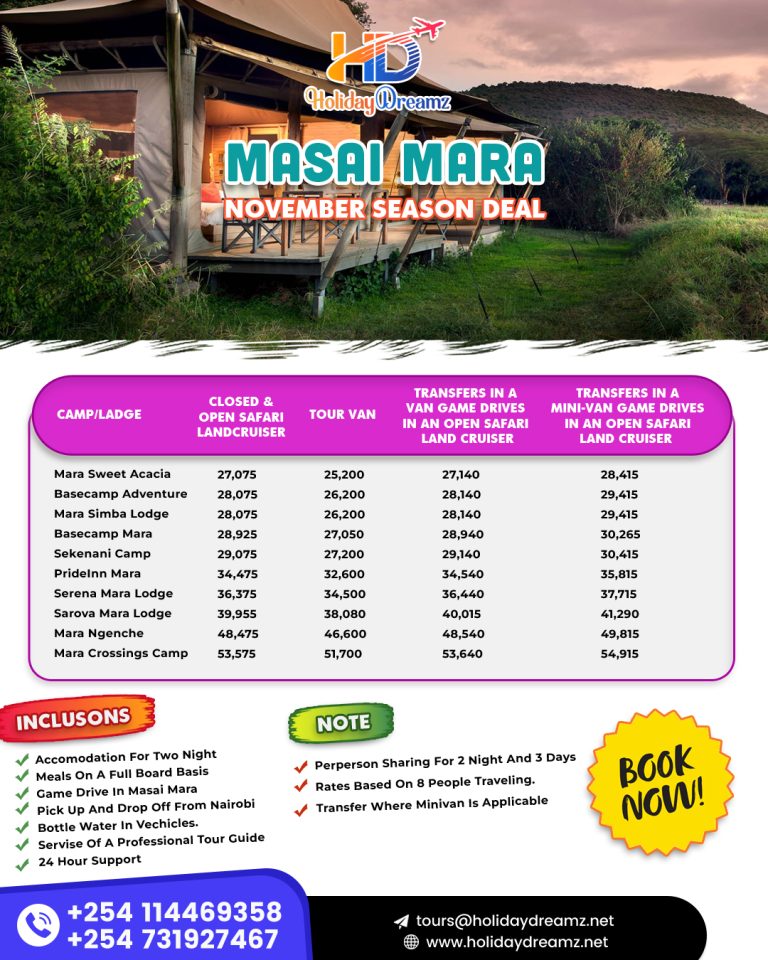 HD
Holiday Dreamz
MASAI MARA
NOVEMBER SEASON DEAL
CAMP/LADGE
CLOSED &
OPEN SAFARI
LANDCRUISER
TOUR VAN
TRANSFERS IN A
VAN GAME DRIVES
IN AN OPEN SAFARI
LAND CRUISER
TRANSFERS IN A
MINI-VAN GAME DRIVES
IN AN OPEN SAFARI
LAND CRUISER
Mara Sweet Acacia 27,075 25,200 27,140 28,415
Basecamp Adventure 28,075 26,200 28,140 29,415
Mara Simba Lodge 28,075 26,200 28,140 29,415
Basecamp Mara 28,925 27,050 28,940 30,265
Sekenani Camp 29,075 27,200 29,140 30,415
PrideInn Mara 34,475 32,600 34,540 35,815
Serena Mara Lodge 36,375 34,500 36,440 37,715
Sarova Mara Lodge 39,955 38,080 40,015 41,290
Mara Ngenche 48,475 46,600 48,540 49,815
Mara Crossings Camp 53,575 51,700 53,640 54,915
INCLUSONS
Accomodation For Two Night
Meals On A Full Board Basis
Game Drive In Masai Mara
Pick Up And Drop Off From Nairobi
Bottle Water In Vechicles.
Servise Of A Professional Tour Guide
24 Hour Support
NOTE
Perperson Sharing For 2 Night And 3 Days
Rates Based On 8 People Traveling.
Transfer Where Minivan Is Applicable
BOOK
NOW!
+254 114469358
+254 731927467
tours@holidaydreamz.net
www.holidaydreamz.net